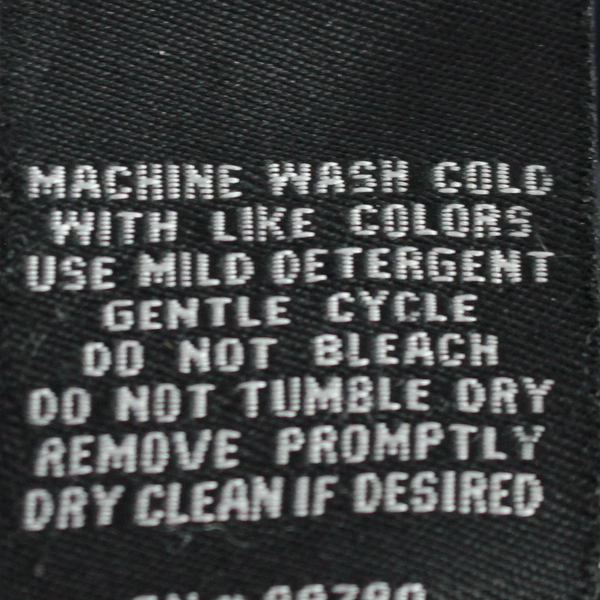 MACHINE WASH COLD
WITH LIKE COLORS
USE MILD DETERGENT
GENTLE CYCLE
DO NOT BLEACH
DO NOT TUMBLE DRY
REMOVE PROMPTLY
DRY CLEAN IF DESIRED